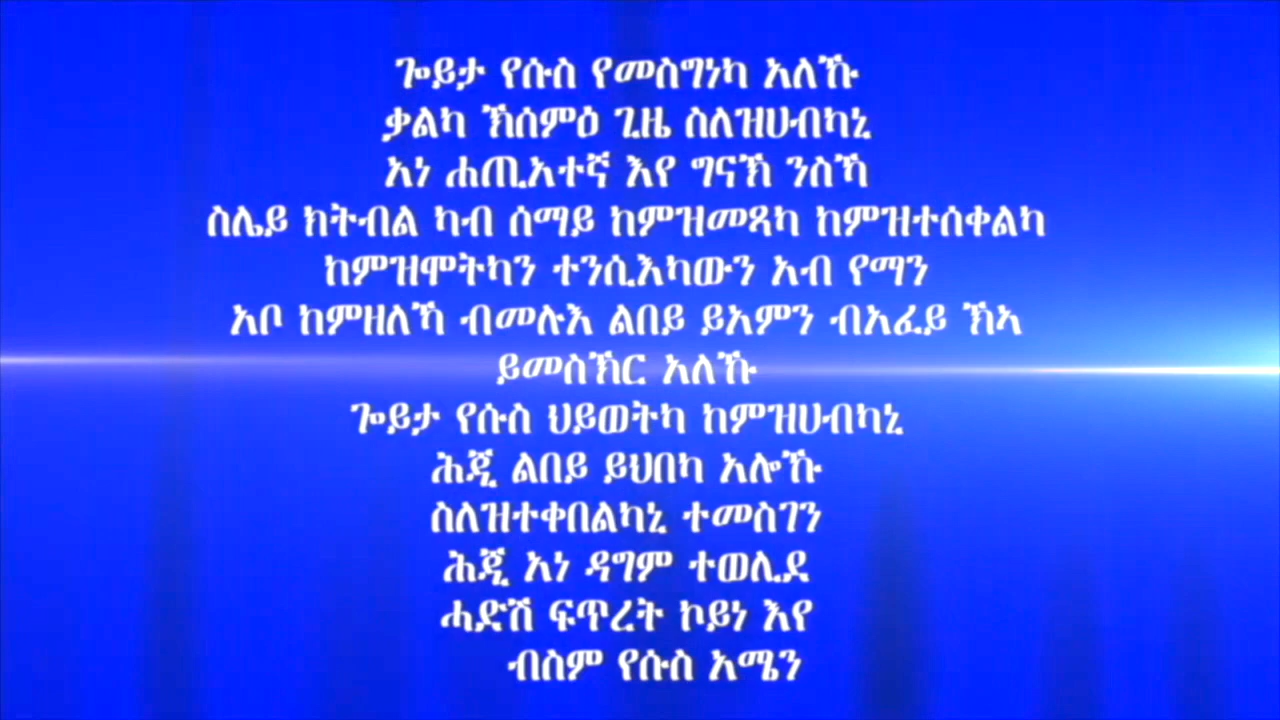 ጐይታ የሱስ የመስግነካ አለኹ
ቃልካ ኽሰምዕ ጊዜ ስለዝሀብካኒ
አነ ሐጢአተኛ እየ ግናኽ ንስኻ
ስሌይ ክትብል ካብ ሰማይ ከምዝመጻካ ከምዝተሰቀልካ
ከምዝሞትካን ተንሲእካውን አብ የማን
አቦ ከምዘለኻ ብመሉእ ልበይ ይአምን ብአፈይ ኽኣ
ይመስኽር አለኹ
ጐይታ የሱስ ህይወትካ ከምዝሀብካኒ
ሕጂ ልበይ ይህበካ አሎኹ
ስለዝተቀበልካኒ ተመስገን
ሕጂ አነ ዳግም ተወሊደ
ሓድሽ ፍጥረት ኮይነ እየ
ብስም የሱስ አሜን